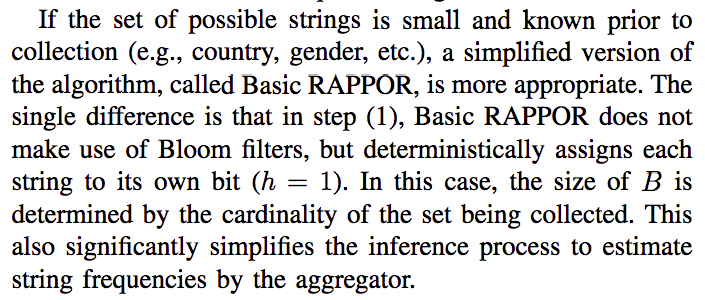 If the set of possible strings is small and known prior to
collection (e.g., country, gender, etc.), a simplified version of
the algorithm, called Basic RAPPOR, is more appropriate. The
single difference is that in step (1), Basic RAPPOR does not
make use of Bloom filters, but deterministically assigns each
string to its own bit (h = 1). In this case, the size of B is
determined by the cardinality of the set being collected. This
also significantly simplifies the inference process to estimate
string frequencies by the aggregator.